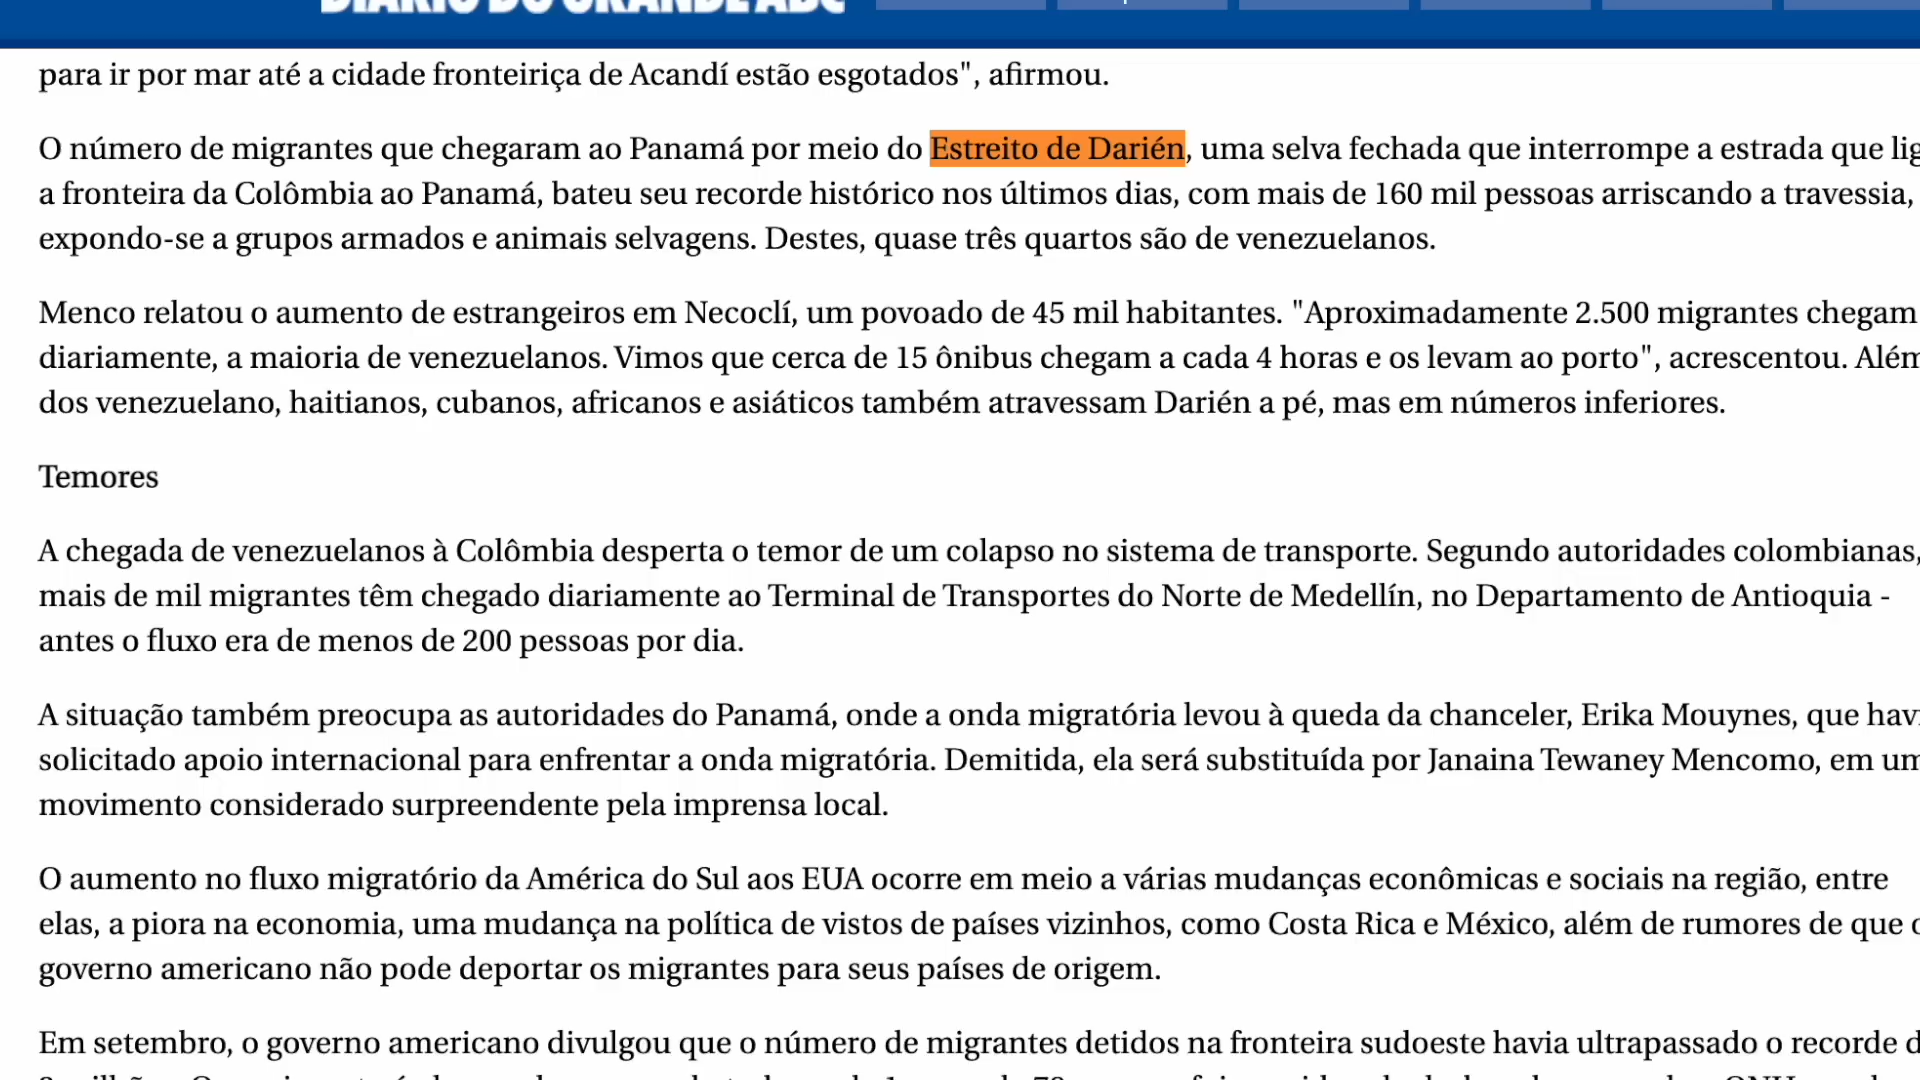 DIÁRIO DO GRANDE ABC
para ir por mar até a cidade fronteiriça de Acandí estão esgotados", afirmou.
O número de migrantes que chegaram ao Panamá por meio do Estreito de Darién, uma selva fechada que interrompe a estrada que lig
a fronteira da Colômbia ao Panamá, bateu seu recorde histórico nos últimos dias, com mais de 160 mil pessoas arriscando a travessia,
expondo-se a grupos armados e animais selvagens. Destes, quase três quartos são de venezuelanos.
Menco relatou o aumento de estrangeiros em Necoclí, um povoado de 45 mil habitantes. "Aproximadamente 2.500 migrantes chegam
diariamente, a maioria de venezuelanos. Vimos que cerca de 15 ônibus chegam a cada 4 horas e os levam ao porto", acrescentou. Além
dos venezuelano, haitianos, cubanos, africanos e asiáticos também atravessam Darién a pé, mas em números inferiores.
Temores
A chegada de venezuelanos à Colômbia desperta o temor de um colapso no sistema de transporte. Segundo autoridades colombianas,
mais de mil migrantes têm chegado diariamente ao Terminal de Transportes do Norte de Medellín, no Departamento de Antioquia -
antes o fluxo era de menos de 200 pessoas por dia.
A situação também preocupa as autoridades do Panamá, onde a onda migratória levou à queda da chanceler, Erika Mouynes, que havi
solicitado apoio internacional para enfrentar a onda migratória. Demitida, ela será substituída por Janaina Tewaney Mencomo, em um
movimento considerado surpreendente pela imprensa local.
O aumento no fluxo migratório da América do Sul aos EUA ocorre em meio a várias mudanças econômicas e sociais na região, entre
elas, a piora na economia, uma mudança na política de vistos de países vizinhos, como Costa Rica e México, além de rumores de que o
governo americano não pode deportar os migrantes para seus países de origem.
Em setembro, o governo americano divulgou que o número de migrantes detidos na fronteira sudoeste havia ultrapassado o recorde d